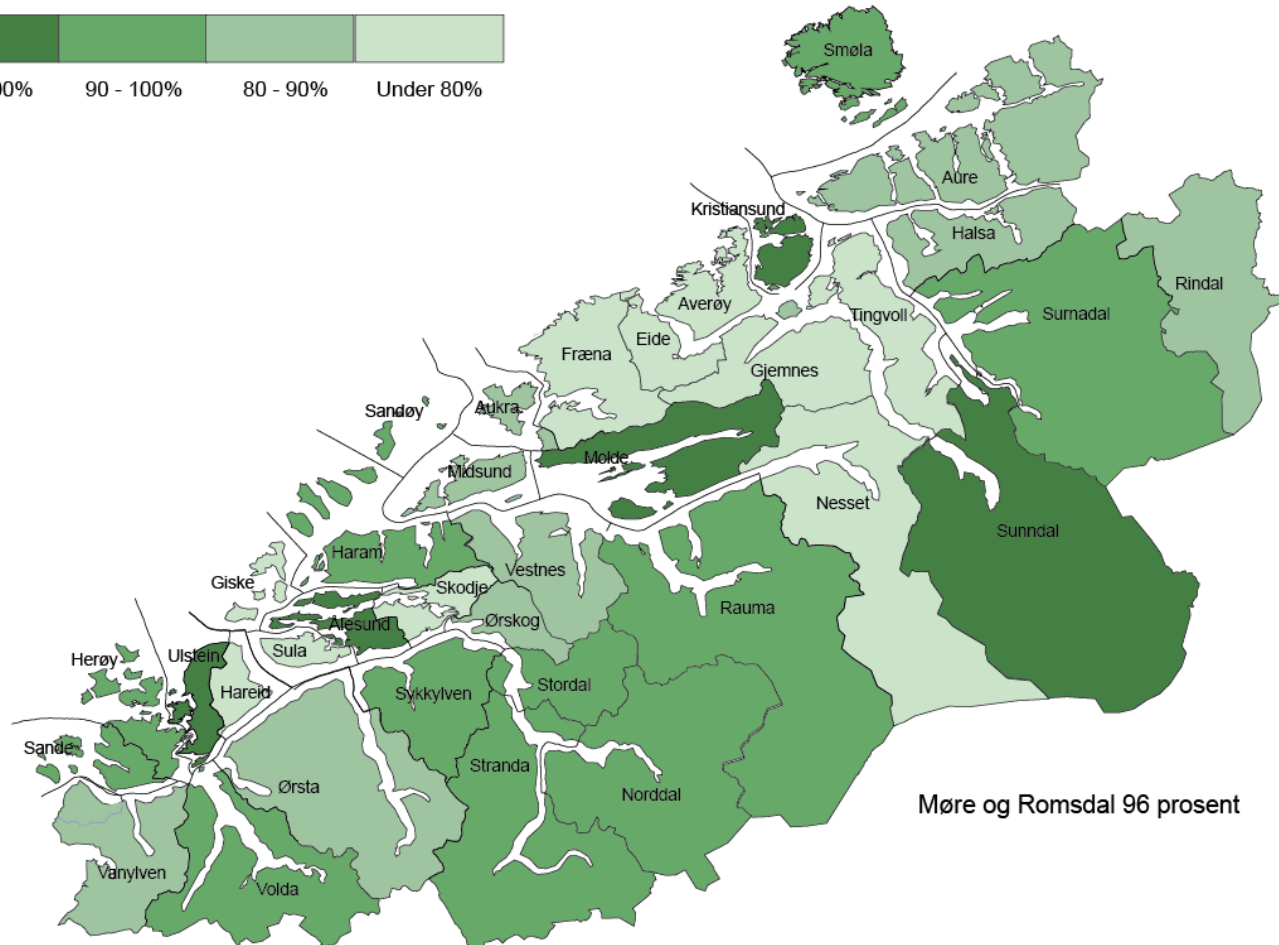 00%
90 - 100%
80 - 90%
Under 80%
Smøla
Aure
Kristiansund
Halsa
Rindal
Averøy
Tingvoll
Surnadal
Eide
Fræna
Gjemnes
Sandøy
Aukra
Molde
Midsund
Nesset
Sunndal
Haram
Vestnes
Giske
Skodje
Rauma
Ålesund
Ørskog
Sula
Herøy
Ulstein
Hareid
Sykkylven
Stordal
Sande
Stranda
Ørsta
Norddal
Møre og Romsdal 96 prosent
Vanylven
Volda